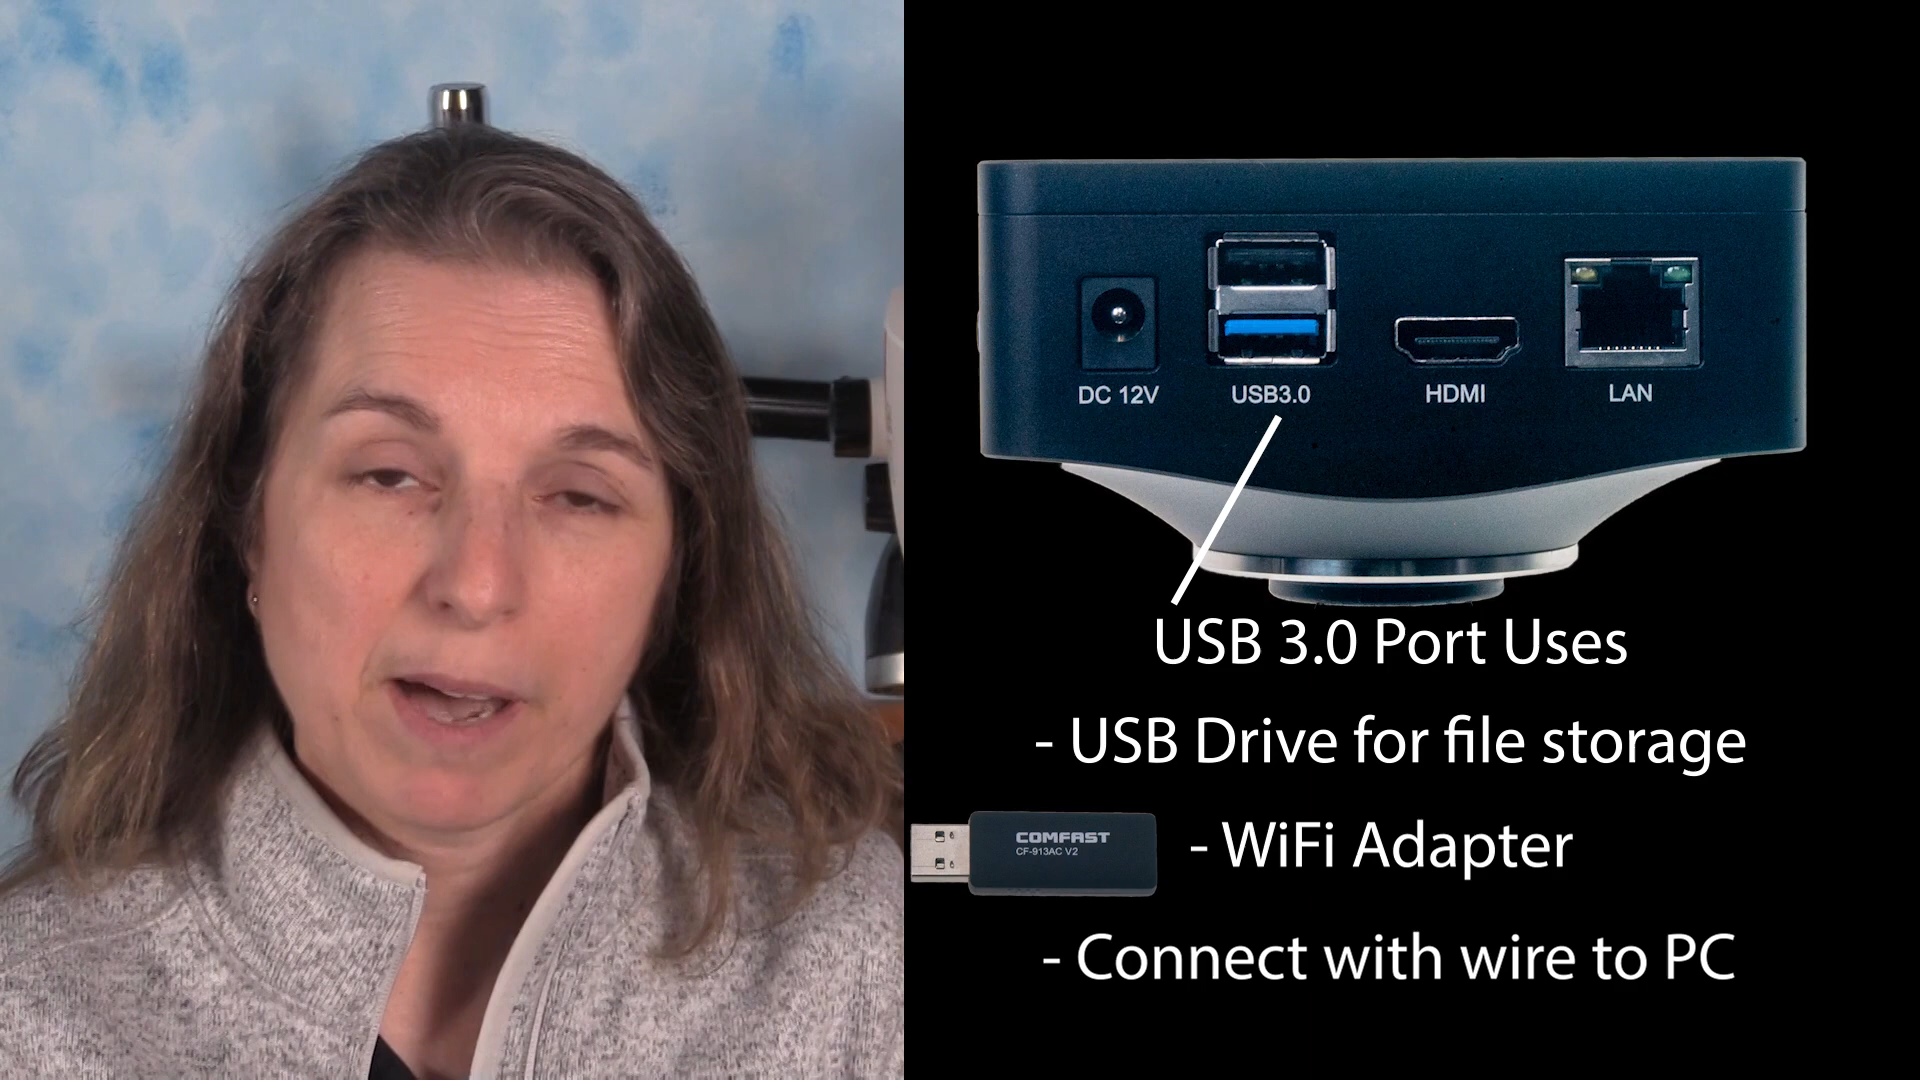 DC 12V
USB3.0
HDMI
LAN
USB 3.0 Port Uses
- USB Drive for file storage
COMFAST
CF-913AC V2
- WiFi Adapter
- Connect with wire to PC